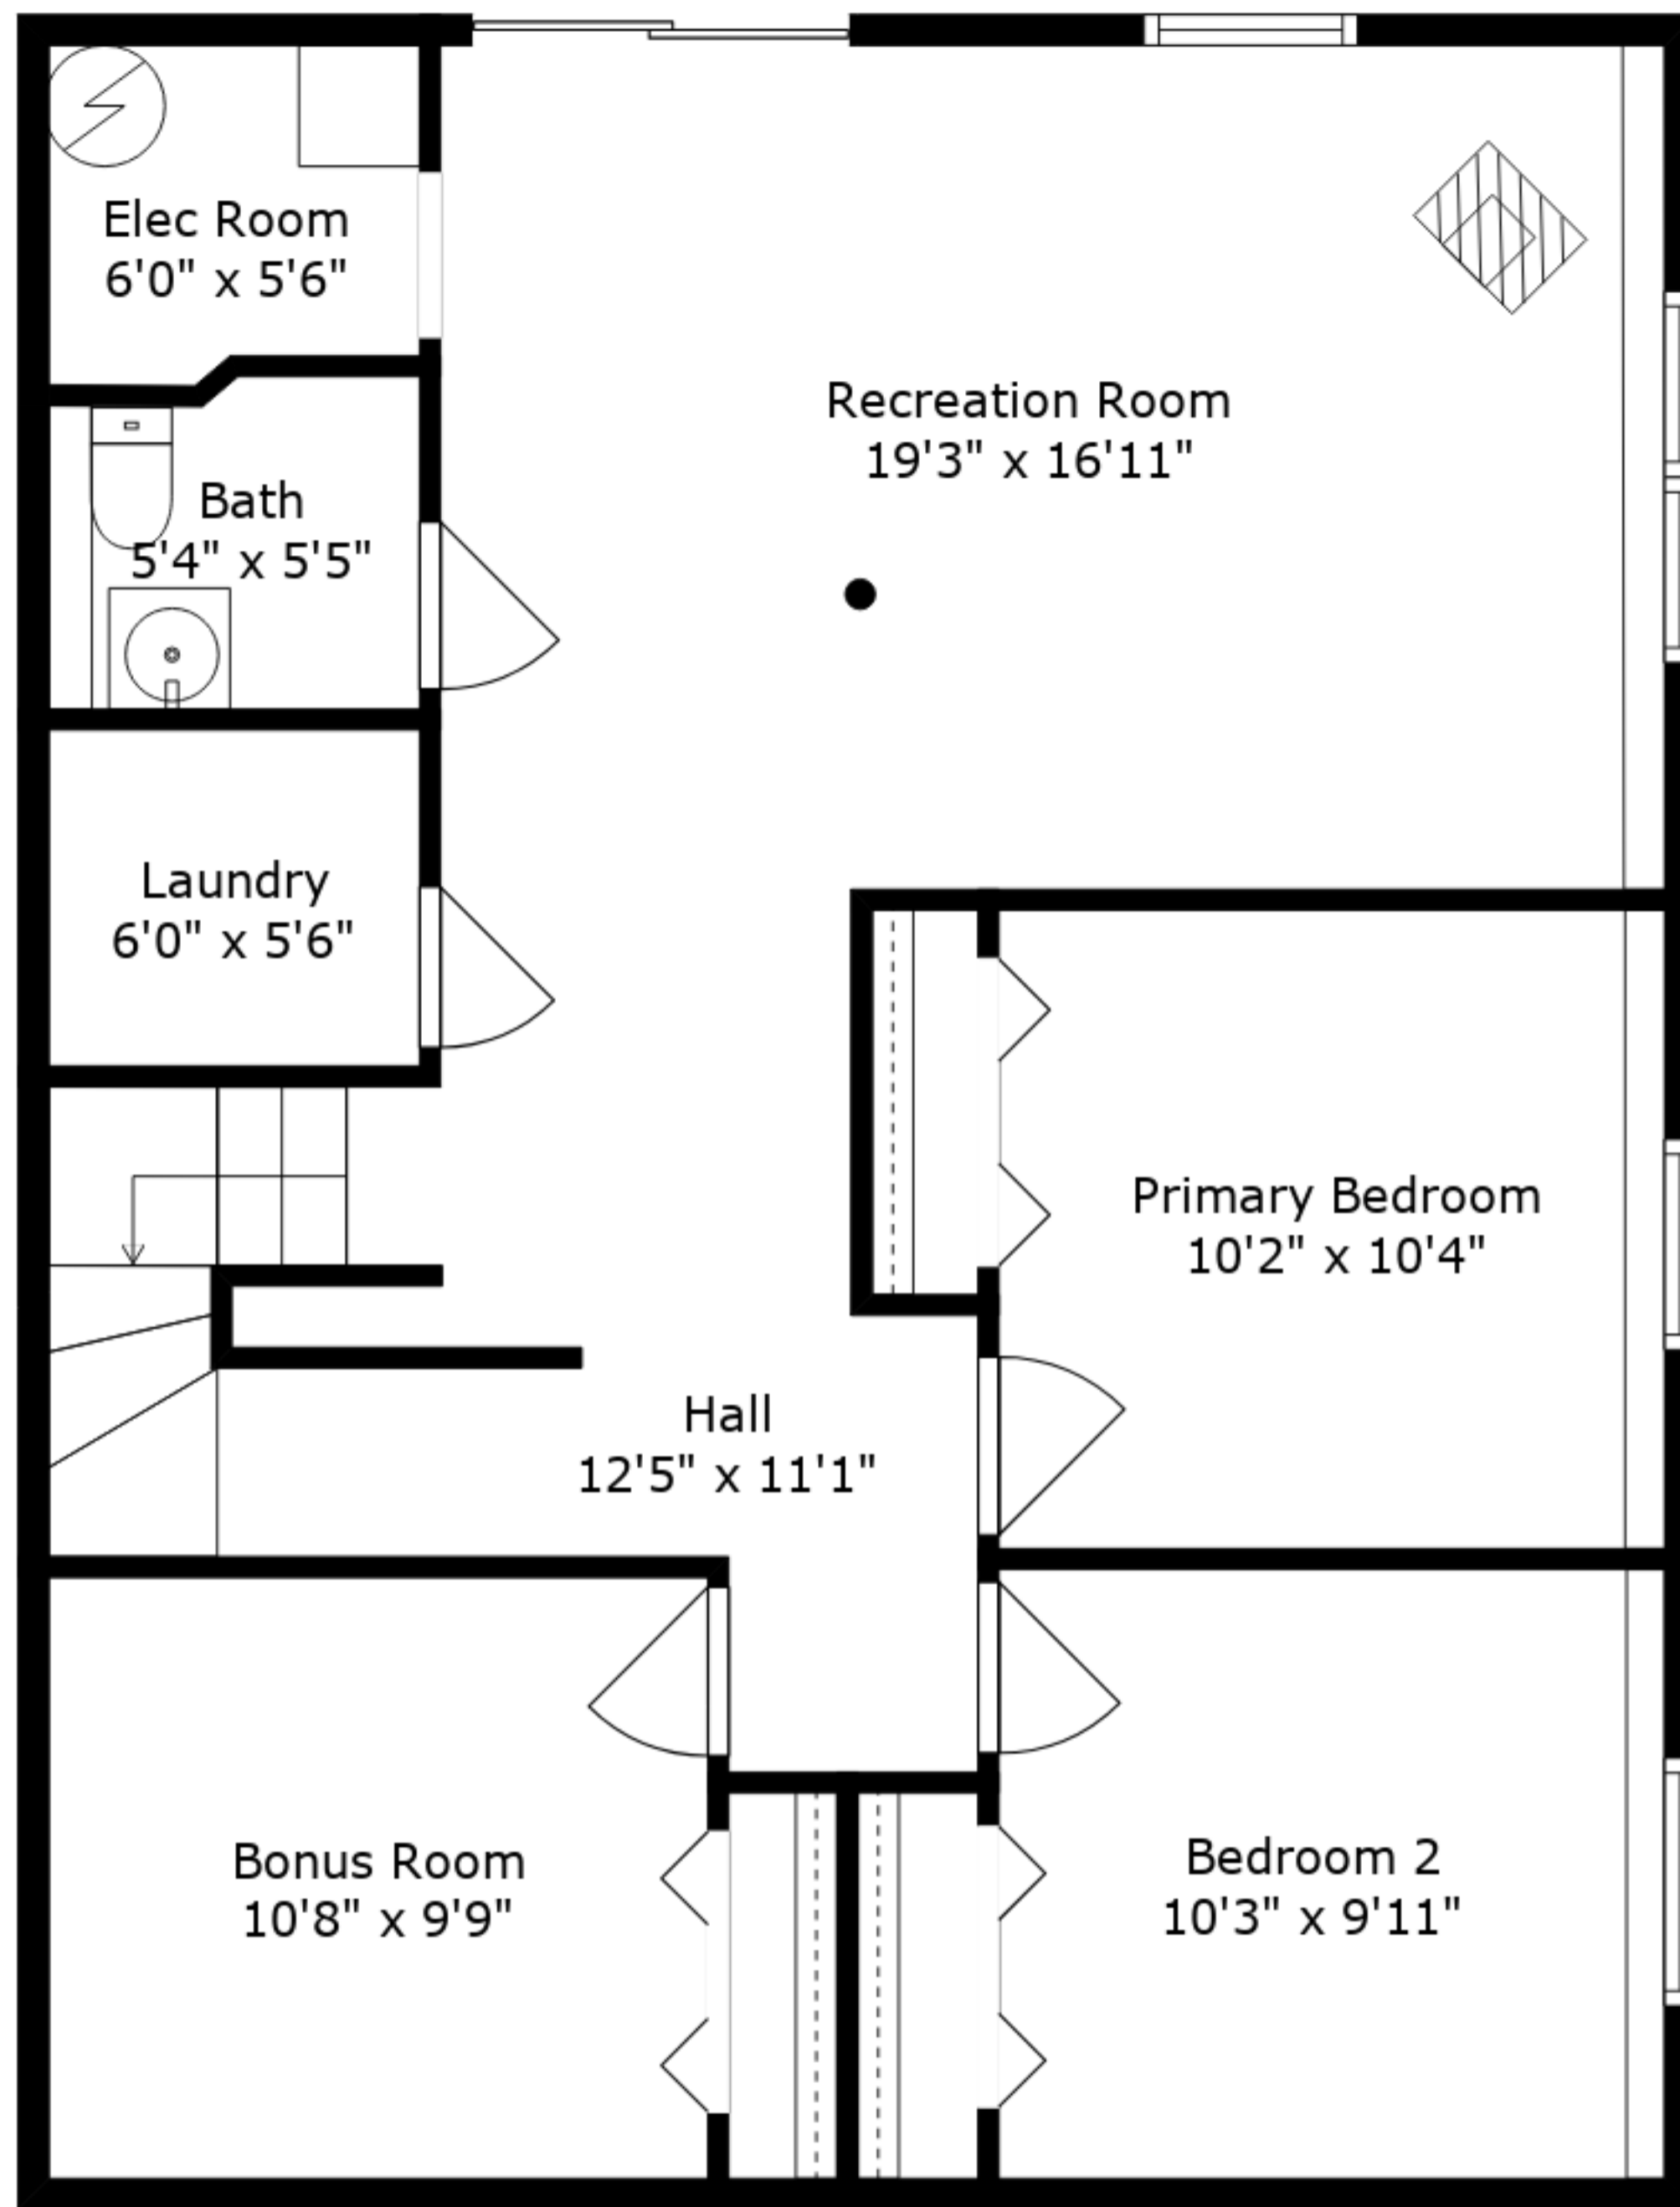 Elec Room
6'0" x 5'6"
Recreation Room
19'3" x 16'11"
Bath
5'4" x 5'5"
Laundry
6'0" x 5'6"
Primary Bedroom
10'2" x 10'4"
Hall
12'5" x 11'1"
Bonus Room
10'8" x 9'9"
Bedroom 2
10'3" x 9'11"